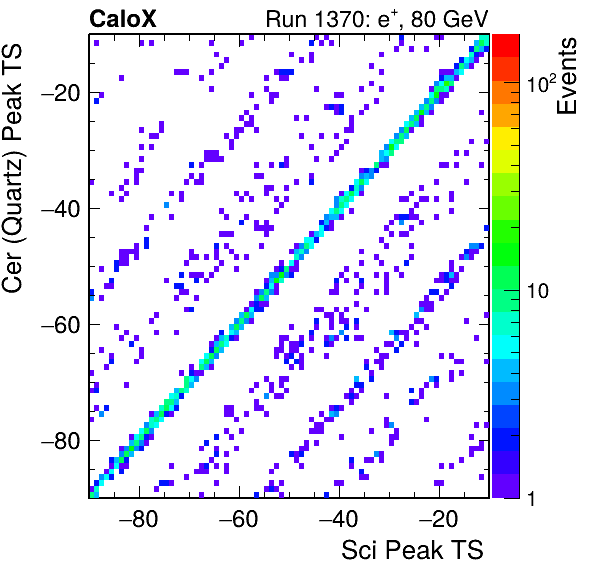 CaloX Run 1370: e⁺, 80 GeV
Cer (Quartz) Peak TS
−20
−40
−60
−80
−80 −60 −40 −20
Sci Peak TS
10²
10
1
Events